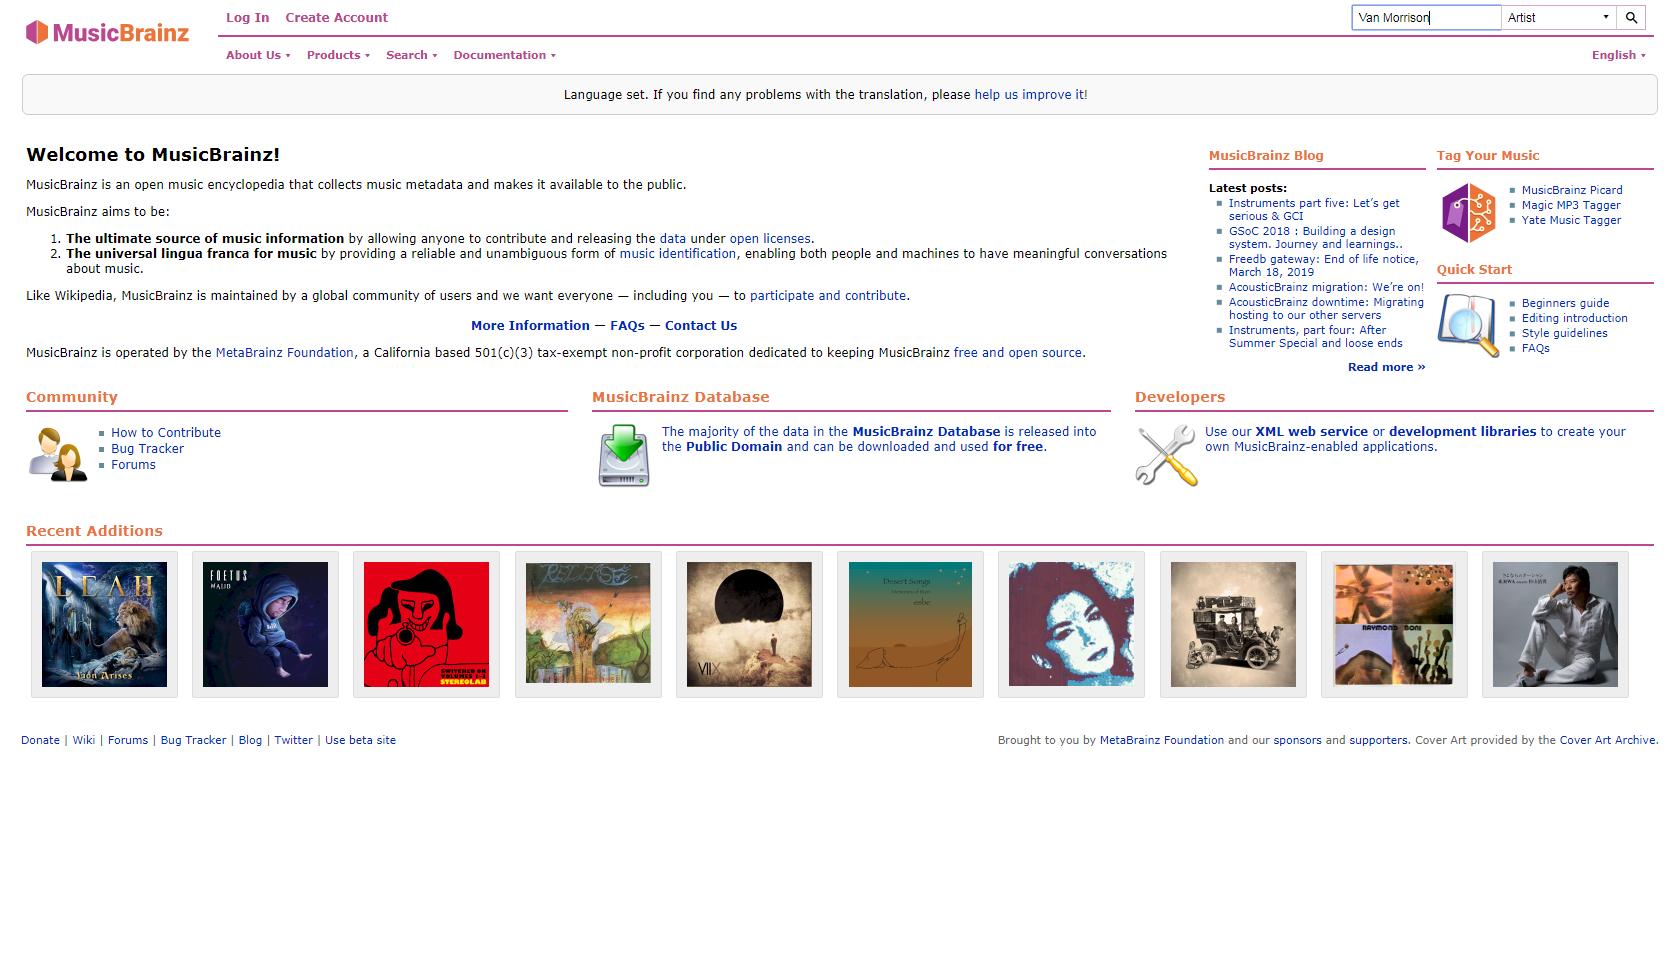 MusicBrainz
Log In Create Account
Van Morrison Artist
About Us Products Search Documentation
English
Language set. If you find any problems with the translation, please help us improve it!
Welcome to MusicBrainz!
MusicBrainz is an open music encyclopedia that collects music metadata and makes it available to the public.
MusicBrainz aims to be:
1. The ultimate source of music information by allowing anyone to contribute and releasing the data under open licenses.
2. The universal lingua franca for music by providing a reliable and unambiguous form of music identification, enabling both people and machines to have meaningful conversations
about music.
Like Wikipedia, MusicBrainz is maintained by a global community of users and we want everyone — including you — to participate and contribute.
More Information — FAQs — Contact Us
MusicBrainz is operated by the MetaBrainz Foundation, a California based 501(c)(3) tax-exempt non-profit corporation dedicated to keeping MusicBrainz free and open source.
MusicBrainz Blog
Latest posts:
Instruments part five: Let's get
serious & GCI
GSoC 2018 : Building a design
system. Journey and learnings..
Freedb gateway: End of life notice,
March 18, 2019
AcousticBrainz migration: We're on!
AcousticBrainz downtime: Migrating
hosting to our other servers
Instruments, part four: After
Summer Special and loose ends
Read more »
Tag Your Music
MusicBrainz Picard
Magic MP3 Tagger
Yate Music Tagger
Quick Start
Beginners guide
Editing introduction
Style guidelines
FAQs
Community
How to Contribute
Bug Tracker
Forums
MusicBrainz Database
The majority of the data in the MusicBrainz Database is released into
the Public Domain and can be downloaded and used for free.
Developers
Use our XML web service or development libraries to create your
own MusicBrainz-enabled applications.
Recent Additions
LEAH
FOETUS
MALID
SWITCHED ON
VOLUMES 1-3
STEREOLAB
RELEASE
VIIX
Desert Songs
esbe
RAYMOND BONI
Donate | Wiki | Forums | Bug Tracker | Blog | Twitter | Use beta site
Brought to you by MetaBrainz Foundation and our sponsors and supporters. Cover Art provided by the Cover Art Archive.